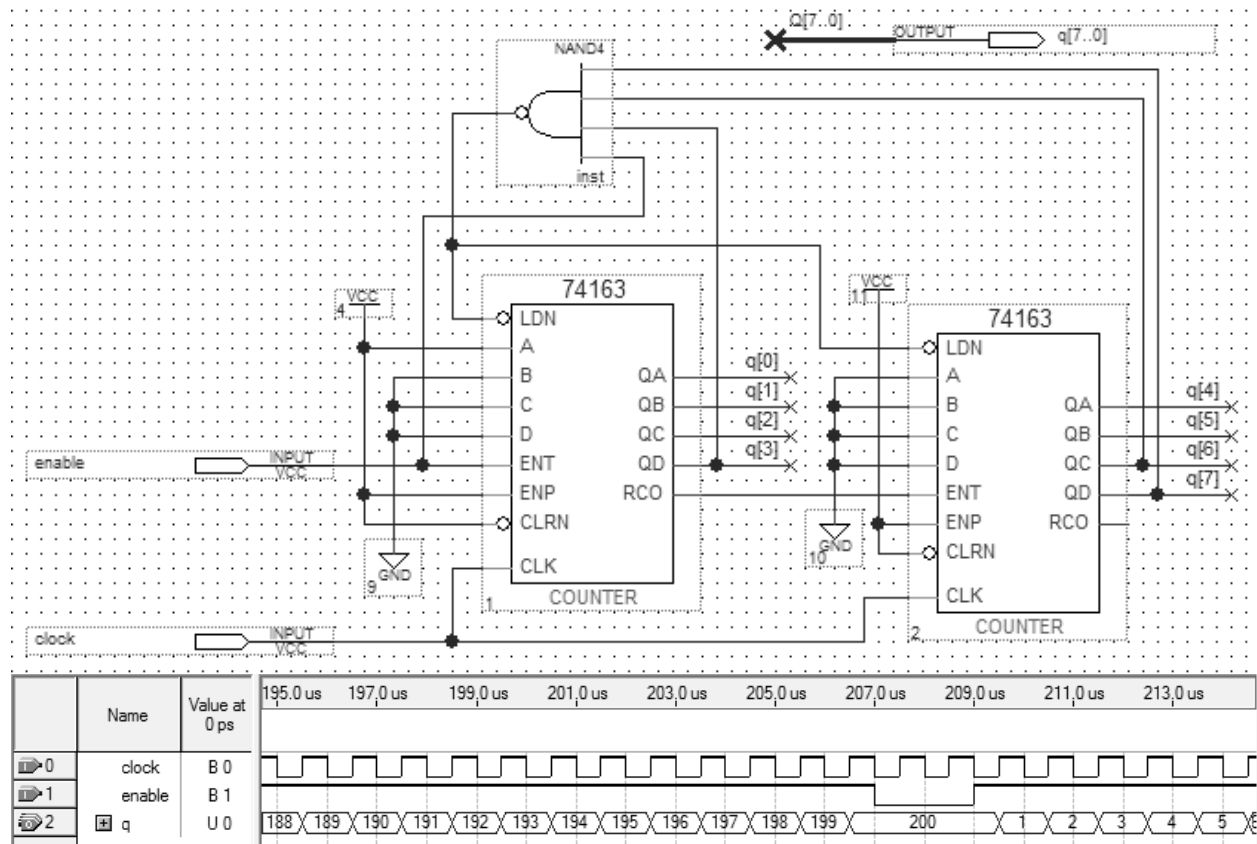 Q[7..0]
OUTPUT
q[7..0]
NAND4
inst
VCC
4
74163
LDN
A
B QA q[0]
C QB q[1]
D QC q[2]
ENT QD q[3]
ENP RCO
CLRN
CLK
1 COUNTER
VCC
11
74163
LDN
A
B QA q[4]
C QB q[5]
D QC q[6]
ENT QD q[7]
ENP RCO
CLRN
CLK
2 COUNTER
enable INPUT
VCC
GND
9
GND
10
clock INPUT
VCC
Name Value at 0 ps 195.0 us 197,0 us 199,0 us 201,0 us 203,0 us 205,0 us 207,0 us 209,0 us 211,0 us 213,0 us
0 clock B 0
1 enable B 1
2 q U 0 188 189 190 191 192 193 194 195 196 197 198 199 200 1 2 3 4 5